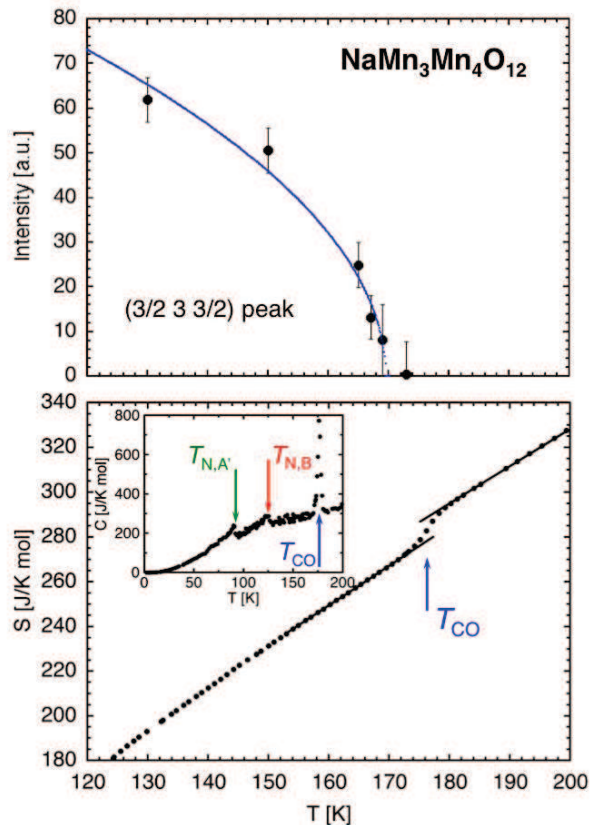 NaMn3Mn4O12
Intensity [a.u.]
80
70
60
50
40
30
20
10
0
(3/2 3 3/2) peak
S [J/K mol]
340
320
300
280
260
240
220
200
180
C [J/K mol]
800
600
400
200
0
TN,A'
TN,B
TCO
0 50 100 150 200
T [K]
TCO
120 130 140 150 160 170 180 190 200
T [K]